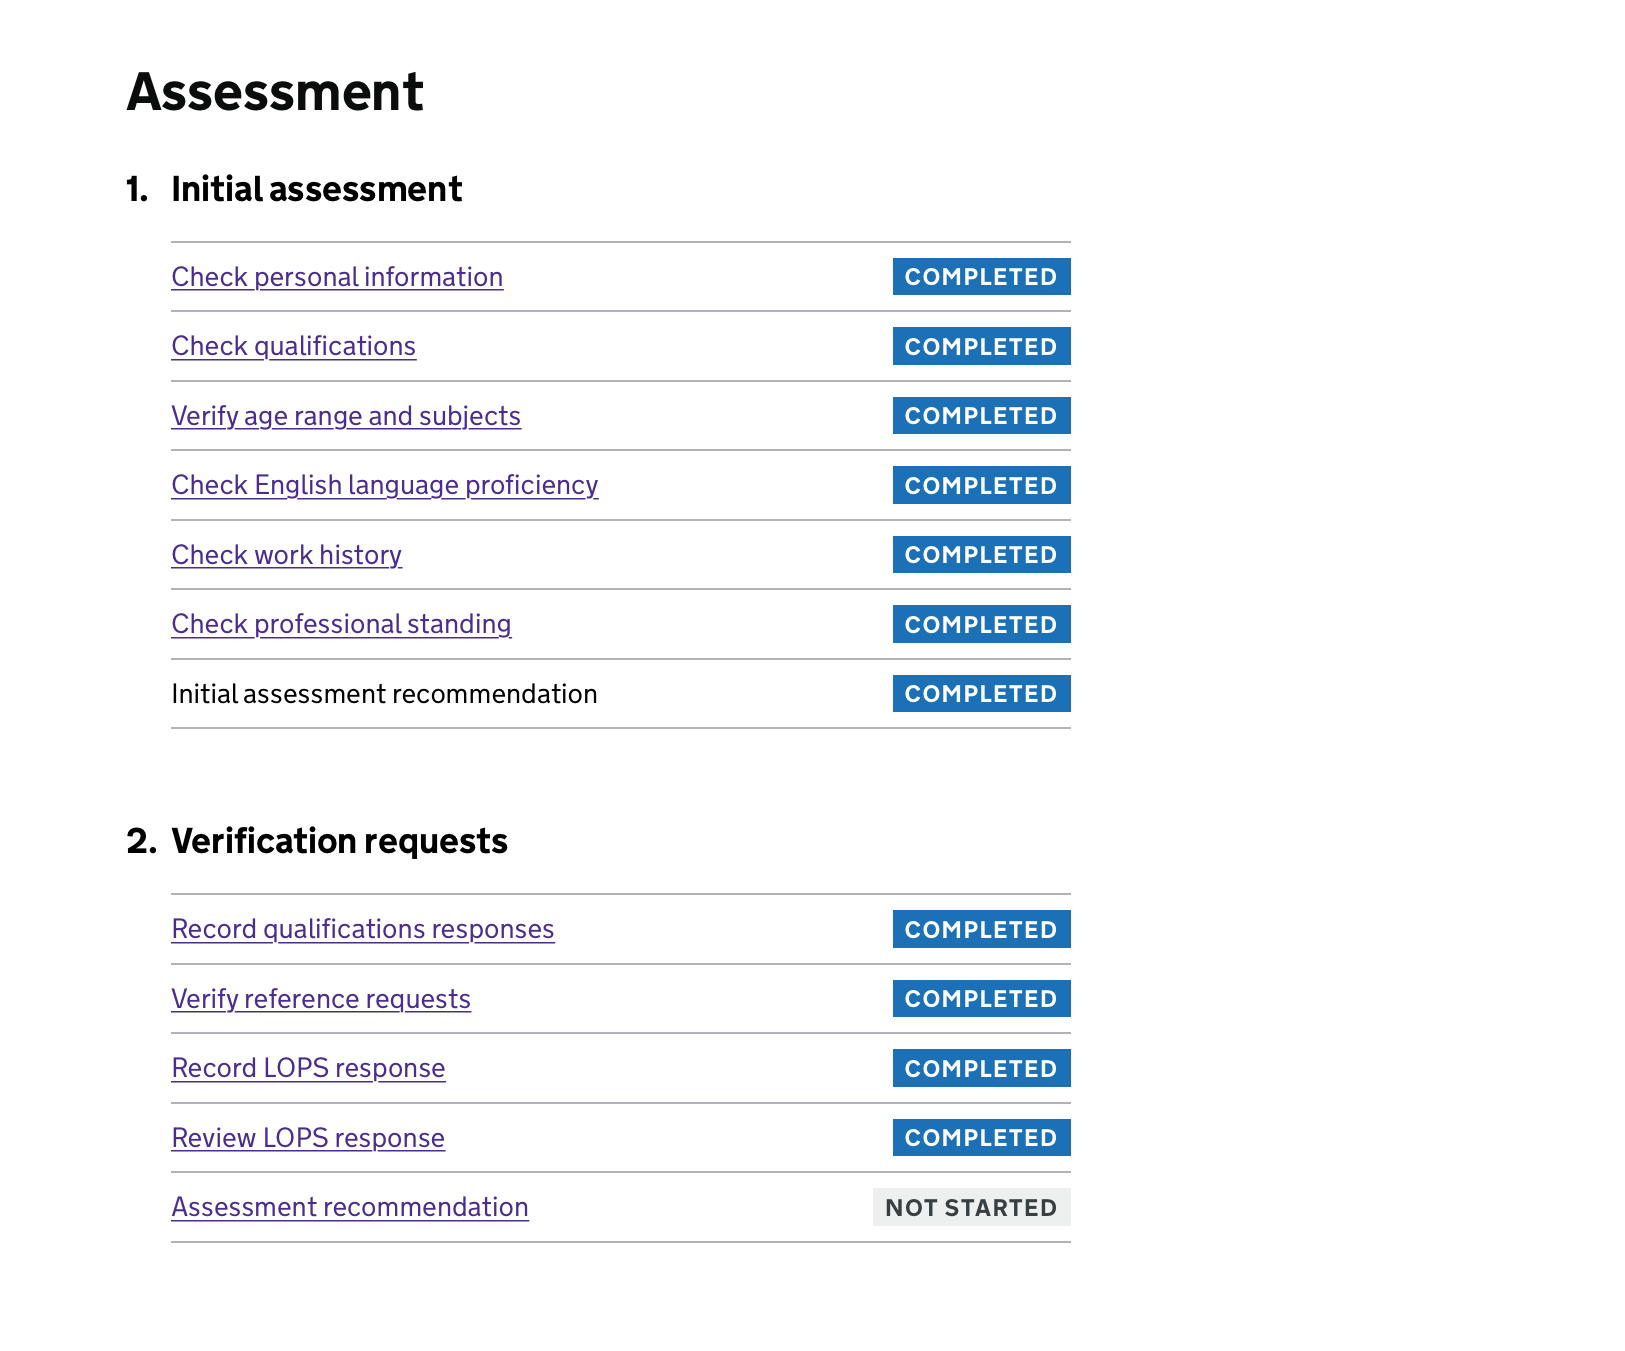 Assessment
1. Initial assessment
Check personal information COMPLETED
Check qualifications COMPLETED
Verify age range and subjects COMPLETED
Check English language proficiency COMPLETED
Check work history COMPLETED
Check professional standing COMPLETED
Initial assessment recommendation COMPLETED
2. Verification requests
Record qualifications responses COMPLETED
Verify reference requests COMPLETED
Record LOPS response COMPLETED
Review LOPS response COMPLETED
Assessment recommendation NOT STARTED